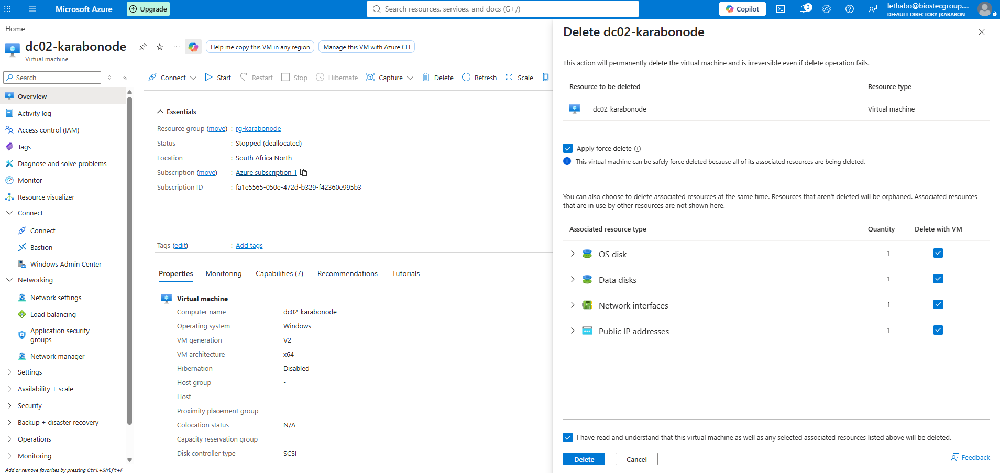 Microsoft Azure
Upgrade
Search resources, services, and docs (G+/)
Copilot
3
lethabo@biostecgroup....
DEFAULT DIRECTORY (KARABON...
Home
dc02-karabonode
Virtual machine
Help me copy this VM in any region
Manage this VM with Azure CLI
Search
Connect
Start
Restart
Stop
Hibernate
Capture
Delete
Refresh
Scale
Overview
Activity log
Access control (IAM)
Tags
Diagnose and solve problems
Monitor
Resource visualizer
Connect
Connect
Bastion
Windows Admin Center
Networking
Network settings
Load balancing
Application security
groups
Network manager
Settings
Availability + scale
Security
Backup + disaster recovery
Operations
Monitoring
Add or remove favorites by pressing Ctrl+Shift+F
Essentials
Resource group (move) : rg-karabonode
Status : Stopped (deallocated)
Location : South Africa North
Subscription (move) : Azure subscription 1
Subscription ID : fa1e5565-050e-472d-b329-f42360e995b3
Tags (edit) : Add tags
Properties Monitoring Capabilities (7) Recommendations Tutorials
Virtual machine
Computer name dc02-karabonode
Operating system Windows
VM generation V2
VM architecture x64
Hibernation Disabled
Host group -
Host -
Proximity placement group -
Colocation status N/A
Capacity reservation group -
Disk controller type SCSI
Delete dc02-karabonode
This action will permanently delete the virtual machine and is irreversible even if delete operation fails.
Resource to be deleted Resource type
dc02-karabonode Virtual machine
Apply force delete
This virtual machine can be safely force deleted because all of its associated resources are being deleted.
You can also choose to delete associated resources at the same time. Resources that aren't deleted will be orphaned. Associated resources
that are in use by other resources are not shown here.
Associated resource type Quantity Delete with VM
OS disk 1
Data disks 1
Network interfaces 1
Public IP addresses 1
I have read and understand that this virtual machine as well as any selected associated resources listed above will be deleted.
Delete Cancel
Feedback